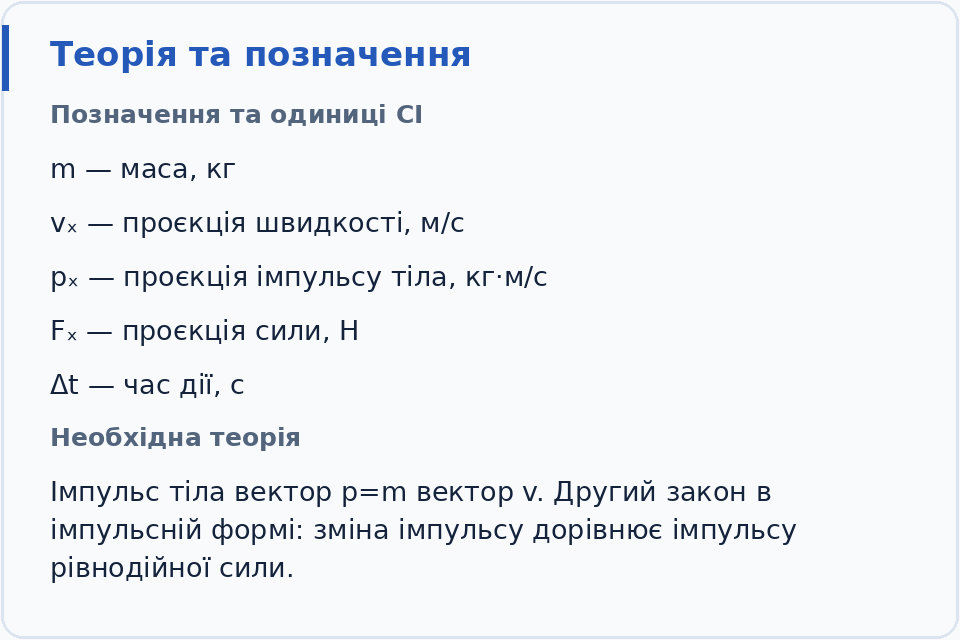 Теорія та позначення
Позначення та одиниці СІ
m — маса, кг
vₓ — проєкція швидкості, м/с
pₓ — проєкція імпульсу тіла, кг·м/с
Fₓ — проєкція сили, Н
Δt — час дії, с
Необхідна теорія
Імпульс тіла вектор p=m вектор v. Другий закон в
імпульсній формі: зміна імпульсу дорівнює імпульсу
рівнодійної сили.